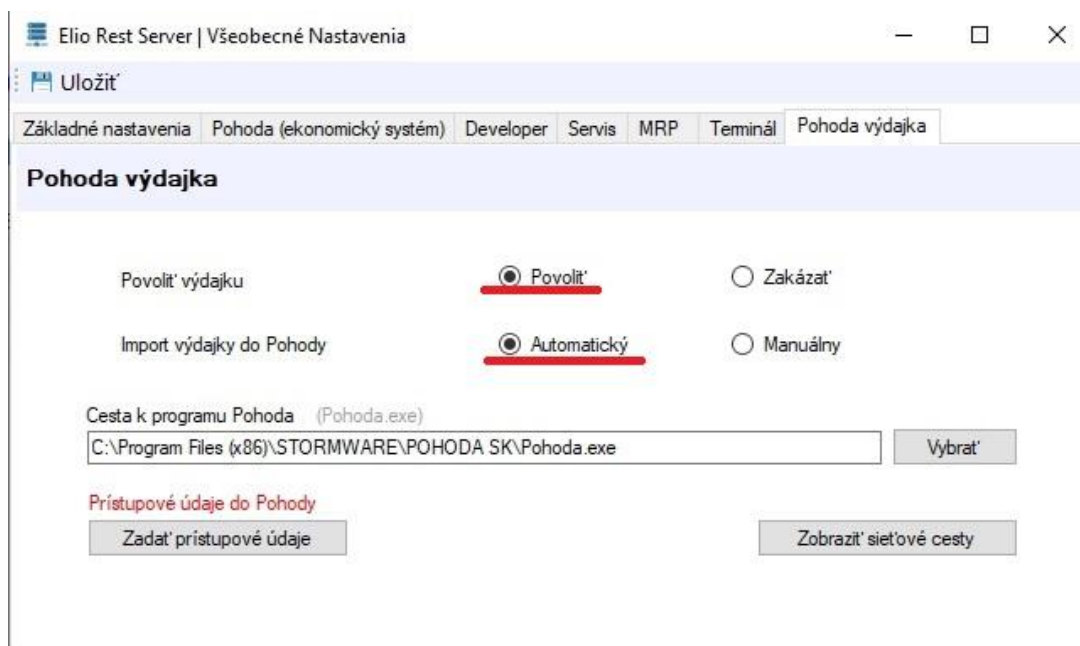 Elio Rest Server | Všeobecné Nastavenia
Uložiť
Základné nastavenia Pohoda (ekonomický systém) Developer Servis MRP Terminál Pohoda výdajka
Pohoda výdajka
Povoliť výdajku Povoliť Zakázať
Import výdajky do Pohody Automatický Manuálny
Cesta k programu Pohoda (Pohoda.exe)
C:\Program Files (x86)\STORMWARE\POHODA SK\Pohoda.exe Vybrať
Prístupové údaje do Pohody
Zadať prístupové údaje Zobraziť sieťové cesty